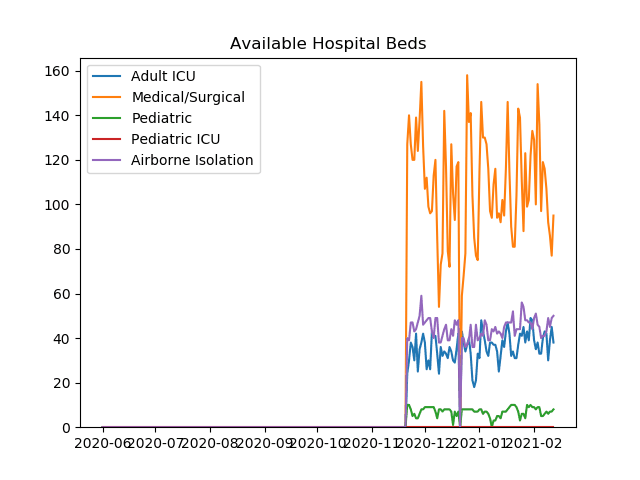 Available Hospital Beds
Adult ICU
Medical/Surgical
Pediatric
Pediatric ICU
Airborne Isolation
160
140
120
100
80
60
40
20
0
2020-06 2020-07 2020-08 2020-09 2020-10 2020-11 2020-12 2021-01 2021-02